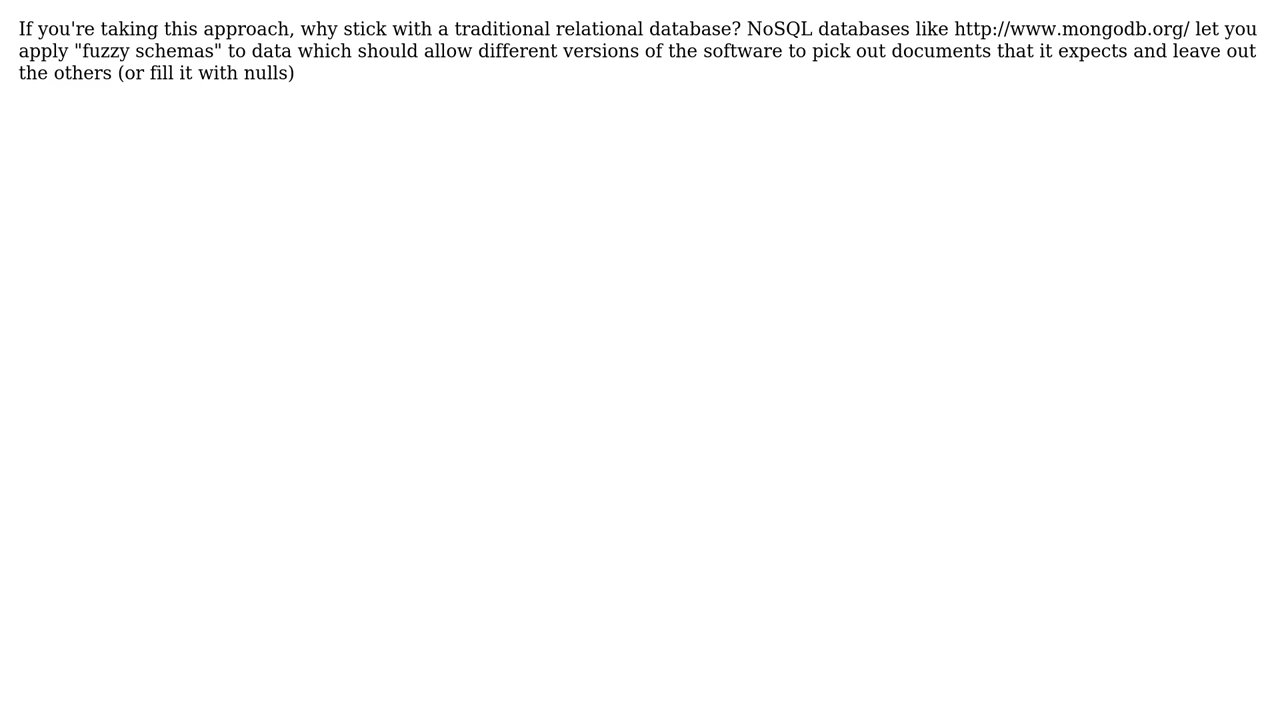 If you're taking this approach, why stick with a traditional relational database? NoSQL databases like http://www.mongodb.org/ let you
apply "fuzzy schemas" to data which should allow different versions of the software to pick out documents that it expects and leave out
the others (or fill it with nulls)